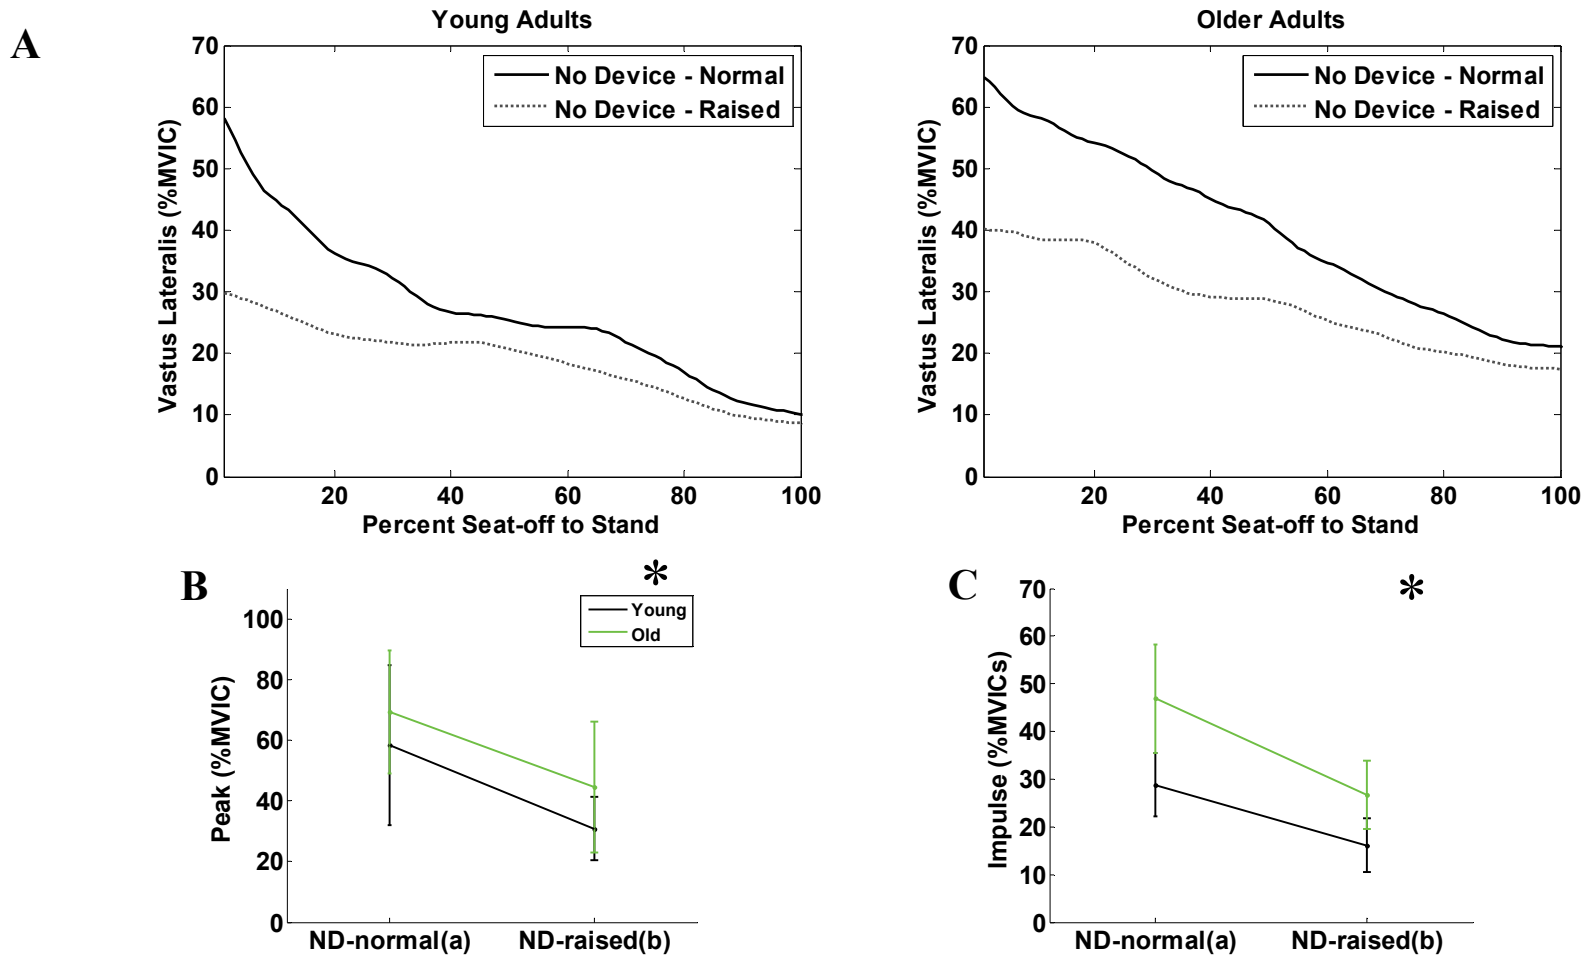 A
Young Adults
70
60
50
40
30
20
10
0
Vastus Lateralis (%MVIC)
No Device - Normal
No Device - Raised
20 40 60 80 100
Percent Seat-off to Stand
Older Adults
70
60
50
40
30
20
10
0
Vastus Lateralis (%MVIC)
No Device - Normal
No Device - Raised
20 40 60 80 100
Percent Seat-off to Stand
B
*
100
80
60
40
20
0
Peak (%MVIC)
Young
Old
ND-normal(a) ND-raised(b)
C
*
70
60
50
40
30
20
10
0
Impulse (%MVICs)
ND-normal(a) ND-raised(b)